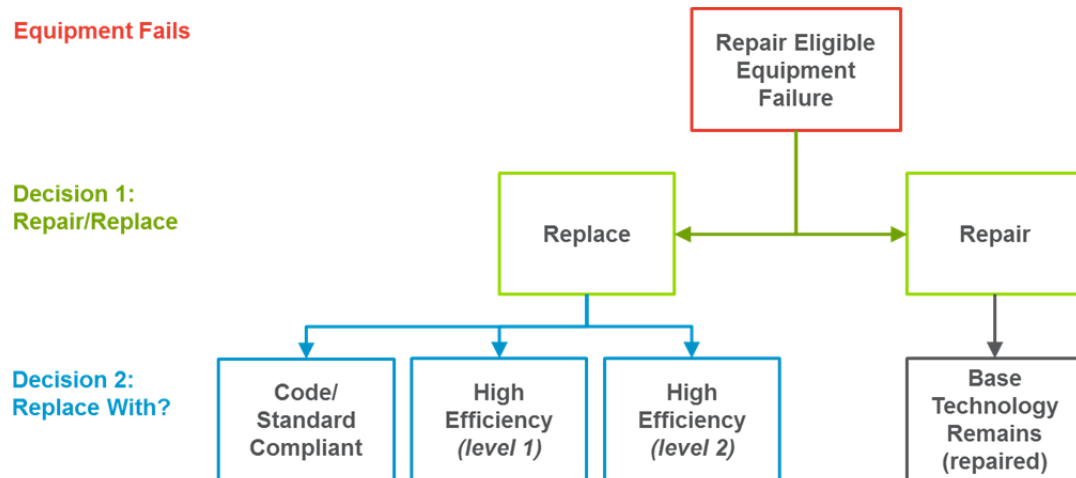 Equipment Fails
Repair Eligible
Equipment
Failure
Decision 1:
Repair/Replace
Replace
Repair
Decision 2:
Replace With?
Code/
Standard
Compliant
High
Efficiency
(level 1)
High
Efficiency
(level 2)
Base
Technology
Remains
(repaired)